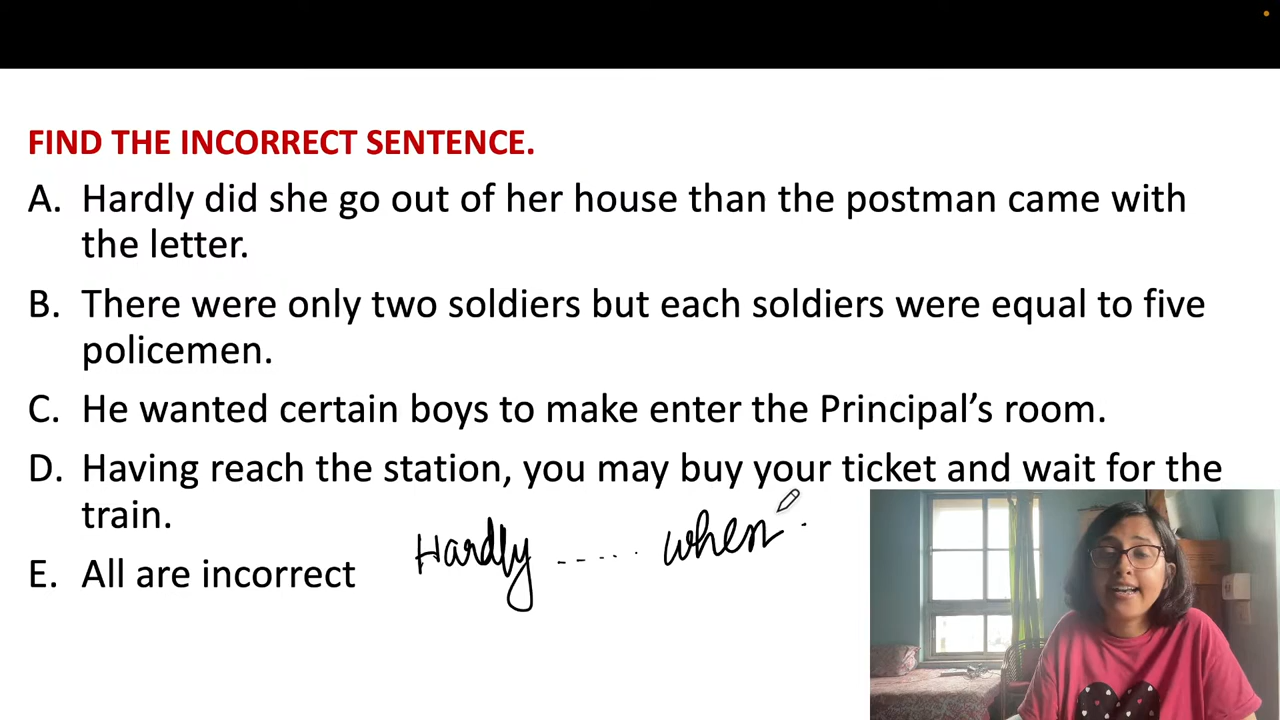 FIND THE INCORRECT SENTENCE.
A. Hardly did she go out of her house than the postman came with
the letter.
B. There were only two soldiers but each soldiers were equal to five
policemen.
C. He wanted certain boys to make enter the Principal’s room.
D. Having reach the station, you may buy your ticket and wait for the
train.
Hardly ----- when .
E. All are incorrect